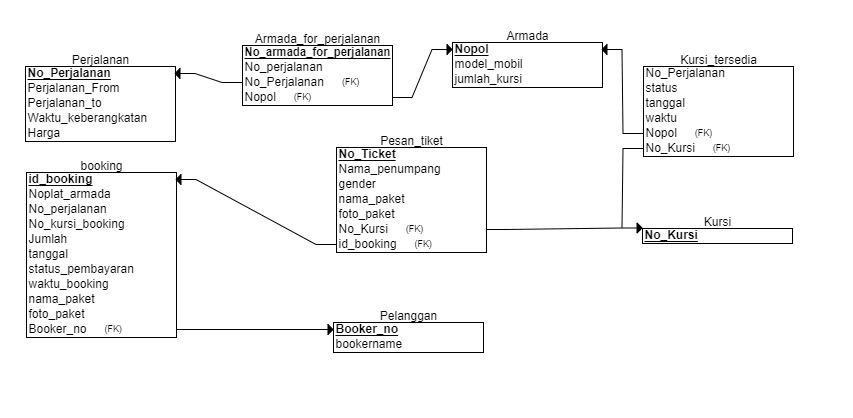 Perjalanan
No_Perjalanan
Perjalanan_From
Perjalanan_to
Waktu_keberangkatan
Harga
Armada_for_perjalanan
No_armada_for_perjalanan
No_perjalanan
No_Perjalanan (FK)
Nopol (FK)
Armada
Nopol
model_mobil
jumlah_kursi
Kursi_tersedia
No_Perjalanan
status
tanggal
waktu
Nopol (FK)
No_Kursi (FK)
booking
id_booking
Noplat_armada
No_perjalanan
No_kursi_booking
Jumlah
tanggal
status_pembayaran
waktu_booking
nama_paket
foto_paket
Booker_no (FK)
Pesan_tiket
No_Ticket
Nama_penumpang
gender
nama_paket
foto_paket
No_Kursi (FK)
id_booking (FK)
Kursi
No_Kursi
Pelanggan
Booker_no
bookername